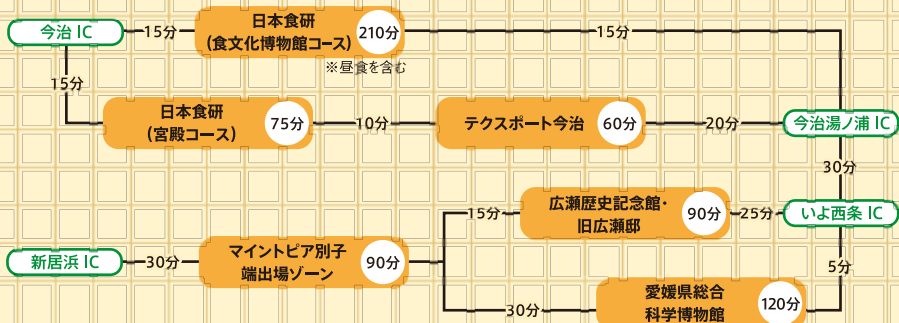 今治 IC
15分
日本食研
(食文化博物館コース)
210分
※昼食を含む
15分
15分
日本食研
(宮殿コース)
75分
10分
テクスポート今治
60分
20分
今治湯ノ浦 IC
30分
いよ西条 IC
25分
90分
広瀬歴史記念館・
旧広瀬邸
15分
5分
新居浜 IC
30分
マイントピア別子
端出場ゾーン
90分
30分
愛媛県総合
科学博物館
120分